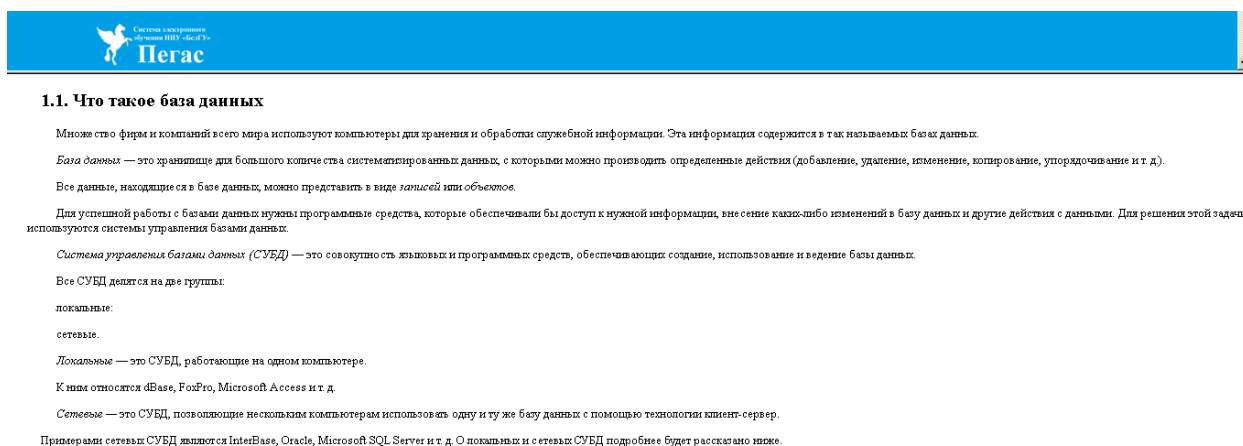 Система электронного
обучения НИУ «БелГУ»
Пегас
1.1. Что такое база данных
Множество фирм и компаний всего мира используют компьютеры для хранения и обработки служебной информации. Эта информация содержится в так называемых базах данных.
База данных — это хранилище для большого количества систематизированных данных, с которыми можно производить определенные действия (добавление, удаление, изменение, копирование, упорядочивание и т. д.).
Все данные, находящиеся в базе данных, можно представить в виде записей или объектов.
Для успешной работы с базами данных нужны программные средства, которые обеспечивали бы доступ к нужной информации, внесение каких-либо изменений в базу данных и другие действия с данными. Для решения этой задачи
используются системы управления базами данных.
Система управления базами данных (СУБД) — это совокупность языковых и программных средств, обеспечивающих создание, использование и ведение базы данных.
Все СУБД делятся на две группы:
локальные:
сетевые.
Локальные — это СУБД, работающие на одном компьютере.
К ним относятся dBase, FoxPro, Microsoft Access и т. д.
Сетевые — это СУБД, позволяющие нескольким компьютерам использовать одну и ту же базу данных с помощью технологии клиент-сервер.
Примерами сетевых СУБД являются InterBase, Oracle, Microsoft SQL Server и т. д. О локальных и сетевых СУБД подробнее будет рассказано ниже.